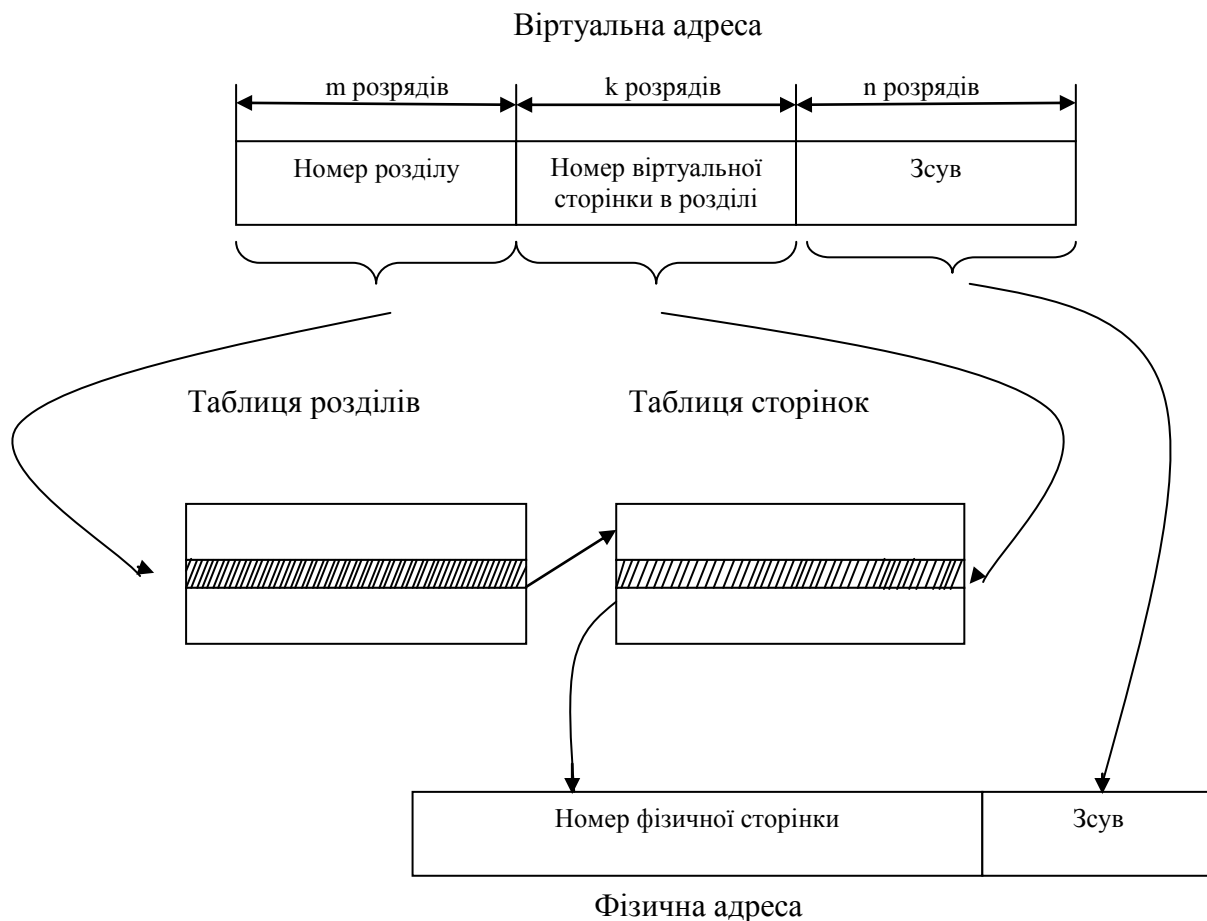 Віртуальна адреса
m розрядів
k розрядів
n розрядів
Номер розділу
Номер віртуальної
сторінки в розділі
Зсув
Таблиця розділів
Таблиця сторінок
Номер фізичної сторінки
Зсув
Фізична адреса